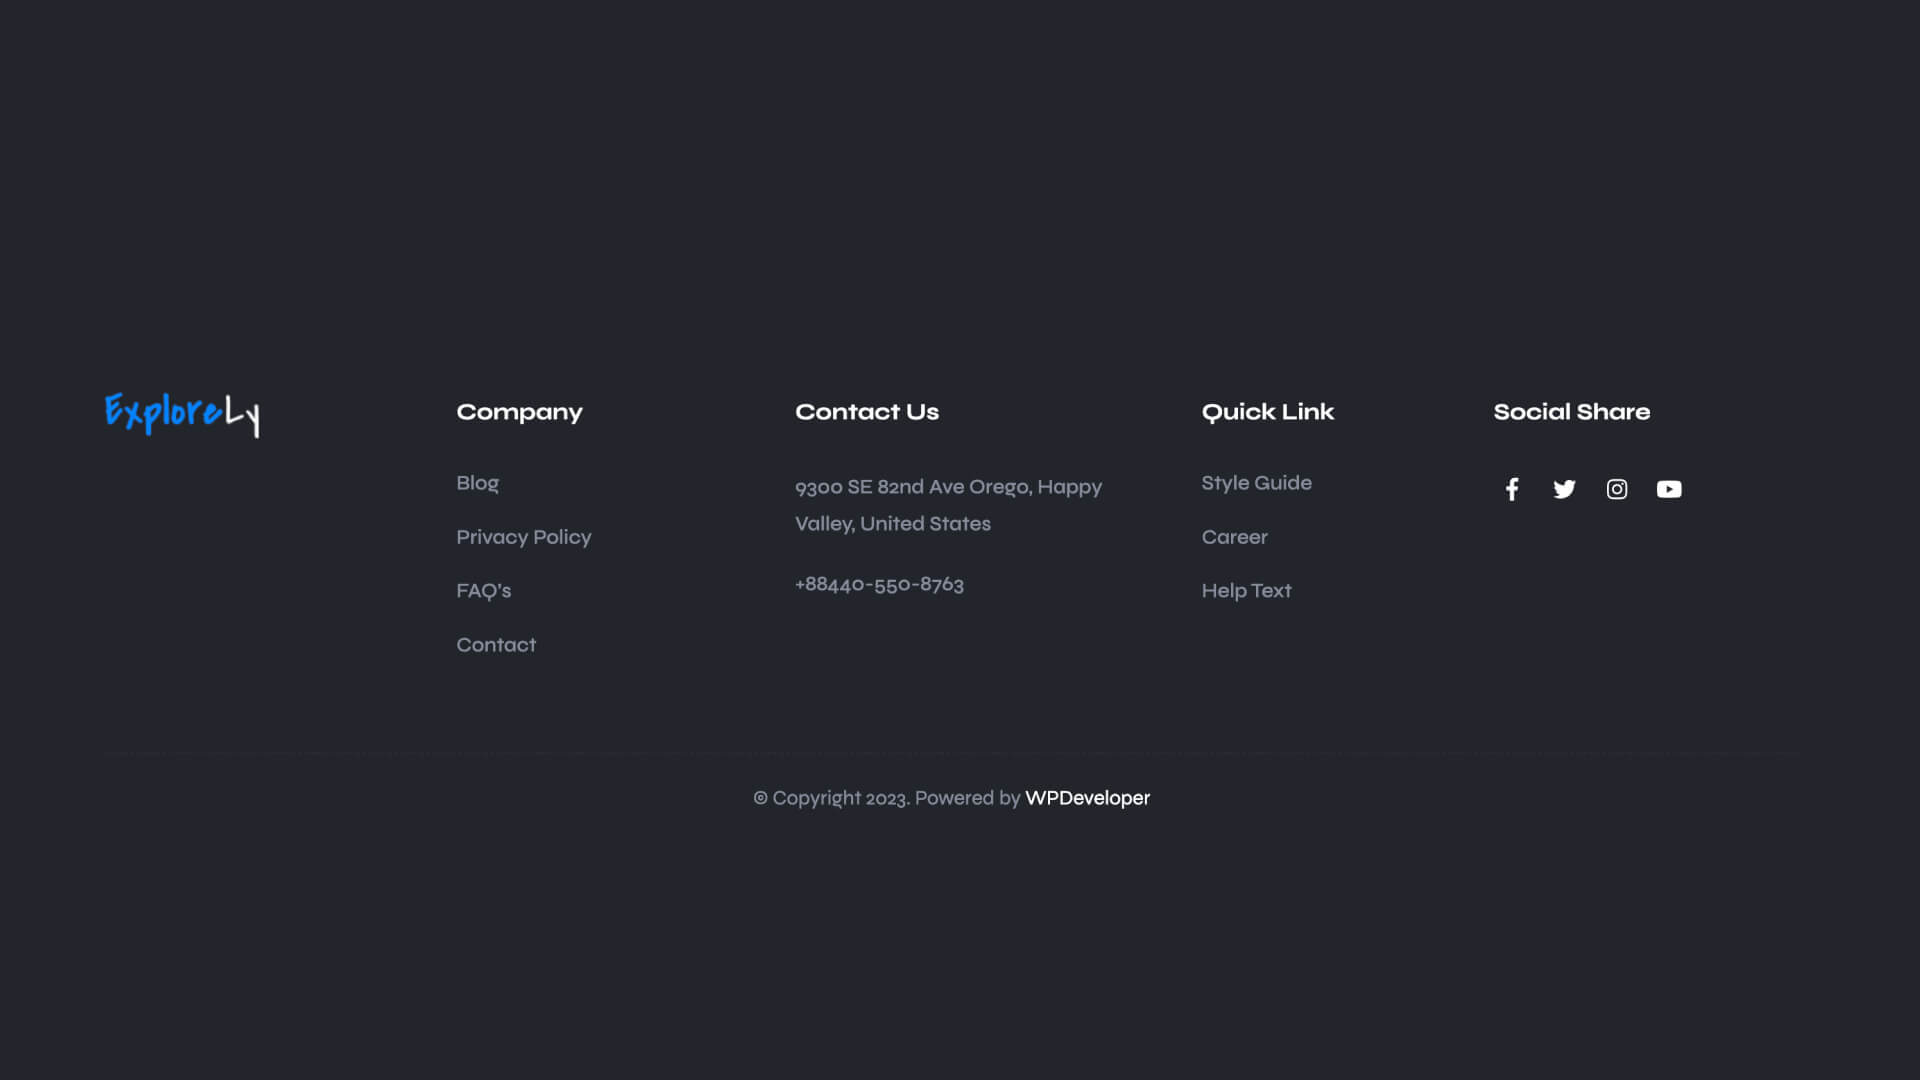 ExploreLy
Company
Blog
Privacy Policy
FAQ's
Contact
Contact Us
9300 SE 82nd Ave Orego, Happy
Valley, United States
+88440-550-8763
Quick Link
Style Guide
Career
Help Text
Social Share
© Copyright 2023. Powered by WPDeveloper